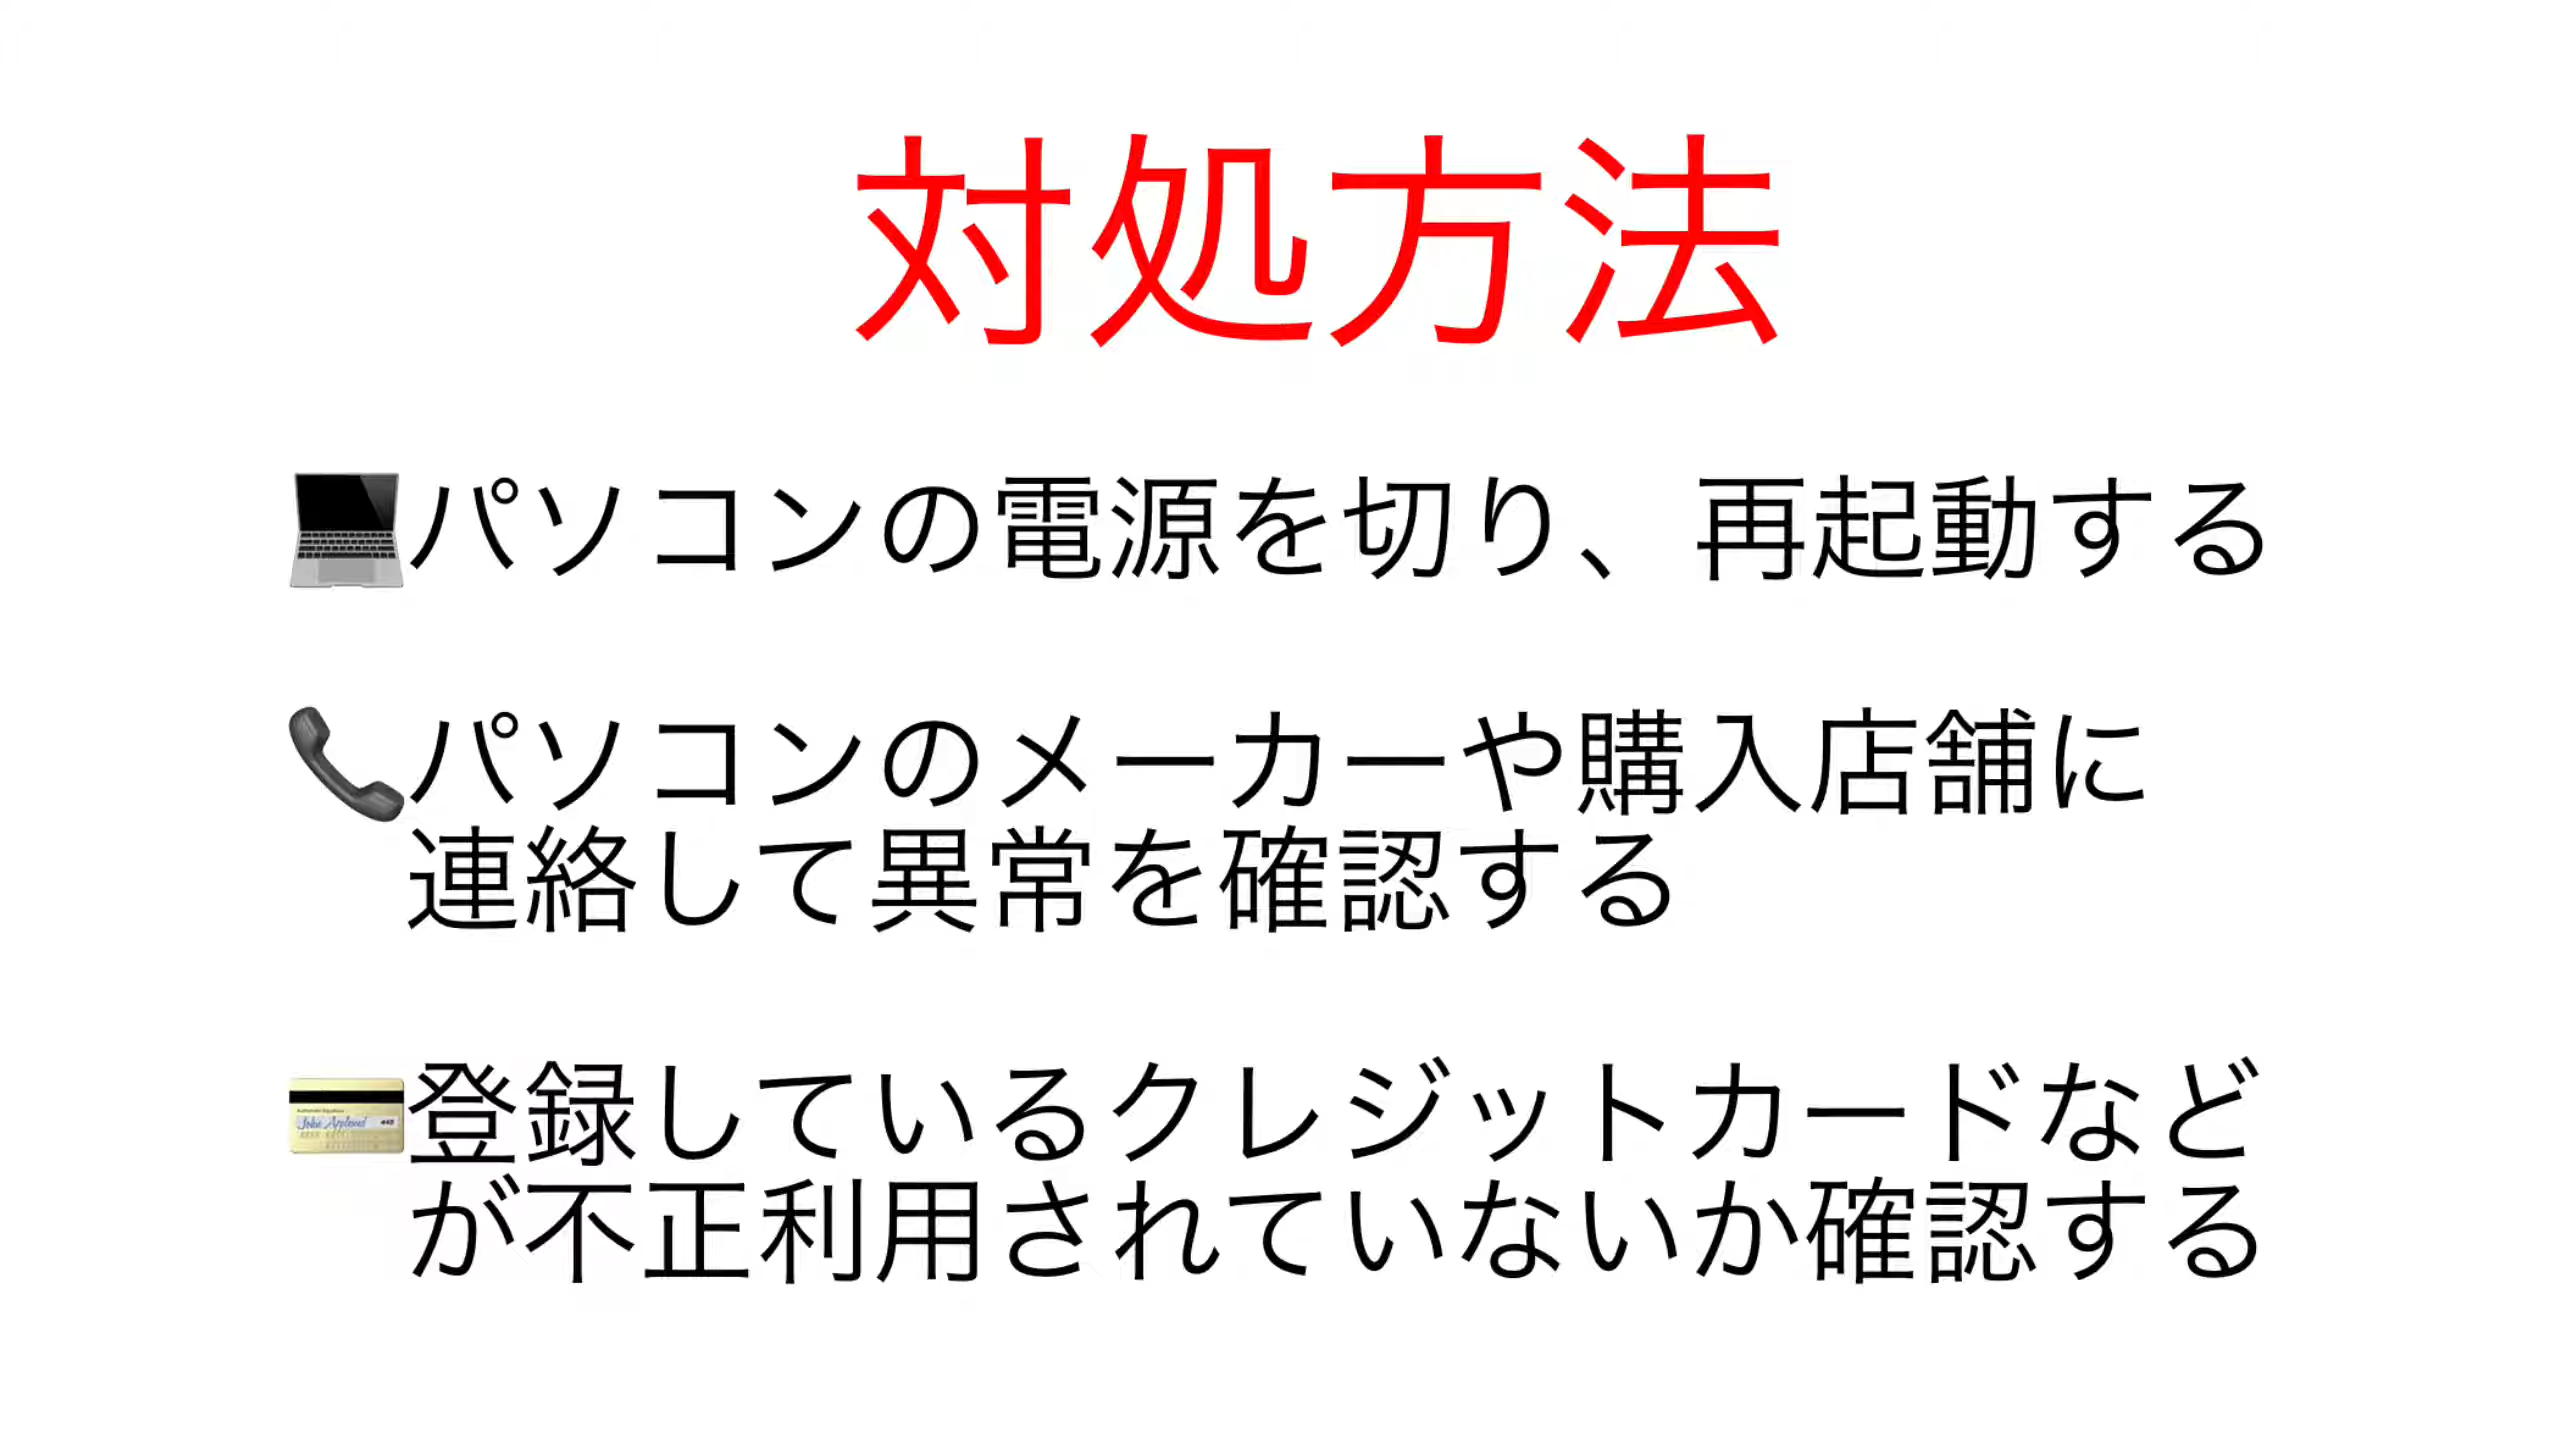 対処方法
💻パソコンの電源を切り、再起動する
📞パソコンのメーカーや購入店舗に
連絡して異常を確認する
💳登録しているクレジットカードなど
が不正利用されていないか確認する